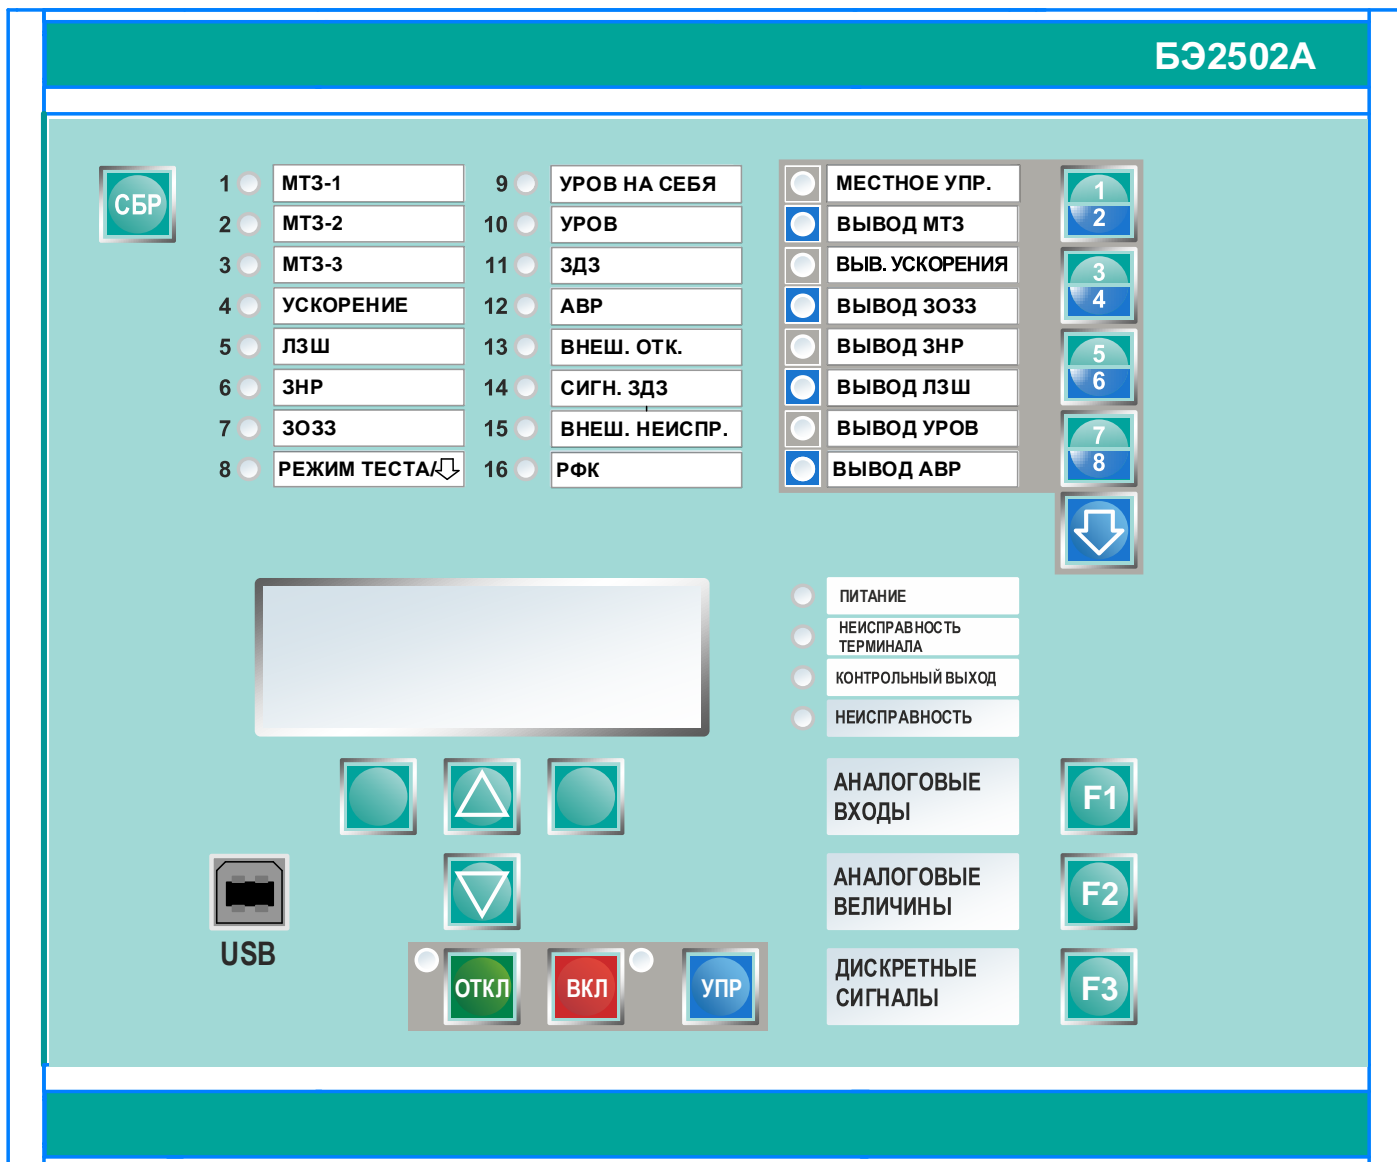 БЭ2502А
СБР
1 МТЗ-1
2 МТЗ-2
3 МТЗ-3
4 УСКОРЕНИЕ
5 ЛЗШ
6 ЗНР
7 ЗОЗЗ
8 РЕЖИМ ТЕСТА/
9 УРОВ НА СЕБЯ
10 УРОВ
11 ЗДЗ
12 АВР
13 ВНЕШ. ОТК.
14 СИГН. ЗДЗ
15 ВНЕШ. НЕИСПР.
16 РФК
МЕСТНОЕ УПР.
ВЫВОД МТЗ
ВЫВ. УСКОРЕНИЯ
ВЫВОД ЗОЗЗ
ВЫВОД ЗНР
ВЫВОД ЛЗШ
ВЫВОД УРОВ
ВЫВОД АВР
1
2
3
4
5
6
7
8
ПИТАНИЕ
НЕИСПРАВНОСТЬ
ТЕРМИНАЛА
КОНТРОЛЬНЫЙ ВЫХОД
НЕИСПРАВНОСТЬ
АНАЛОГОВЫЕ
ВХОДЫ
F1
АНАЛОГОВЫЕ
ВЕЛИЧИНЫ
F2
ДИСКРЕТНЫЕ
СИГНАЛЫ
F3
USB
ОТКЛ
ВКЛ
УПР